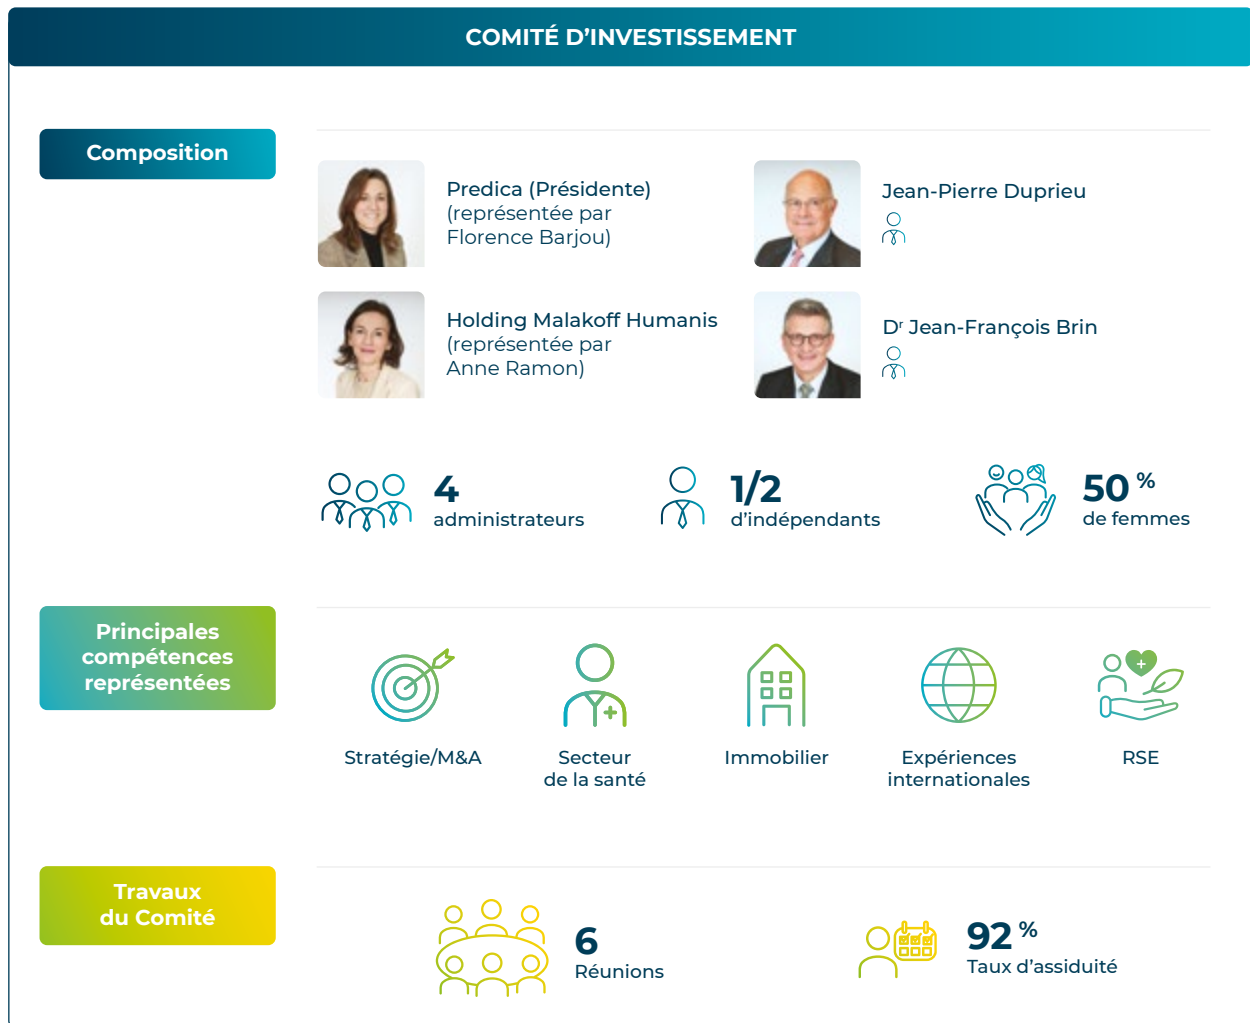 COMITÉ D'INVESTISSEMENT
Composition
Predica (Présidente)
(représentée par
Florence Barjou)
Jean-Pierre Duprieu
Holding Malakoff Humanis
(représentée par
Anne Ramon)
Dr Jean-François Brin
4
administrateurs
1/2
d'indépendants
50 %
de femmes
Principales
compétences
représentées
Stratégie/M&A
Secteur
de la santé
Immobilier
Expériences
internationales
RSE
Travaux
du Comité
6
Réunions
92 %
Taux d'assiduité